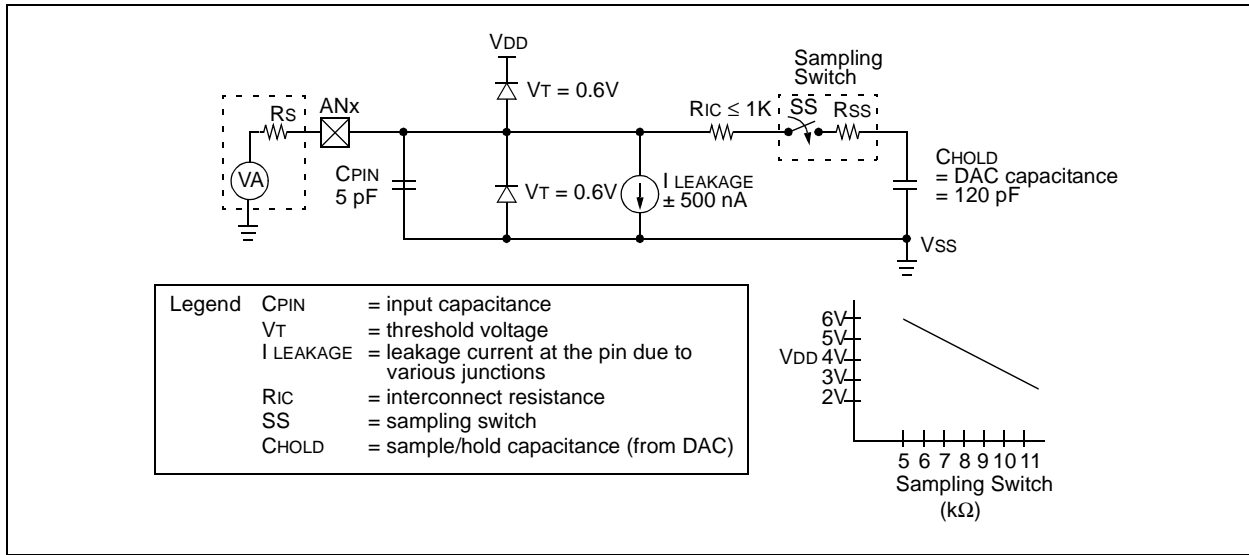 VDD
VT = 0.6V
RS
ANx
VA
CPIN
5 pF
VT = 0.6V
I LEAKAGE
± 500 nA
RIC ≤ 1K
Sampling
Switch
SS
RSS
CHOLD
= DAC capacitance
= 120 pF
VSS
Legend CPIN = input capacitance
VT = threshold voltage
I LEAKAGE = leakage current at the pin due to
various junctions
RIC = interconnect resistance
SS = sampling switch
CHOLD = sample/hold capacitance (from DAC)
6V
5V
VDD 4V
3V
2V
5 6 7 8 9 10 11
Sampling Switch
(kΩ)